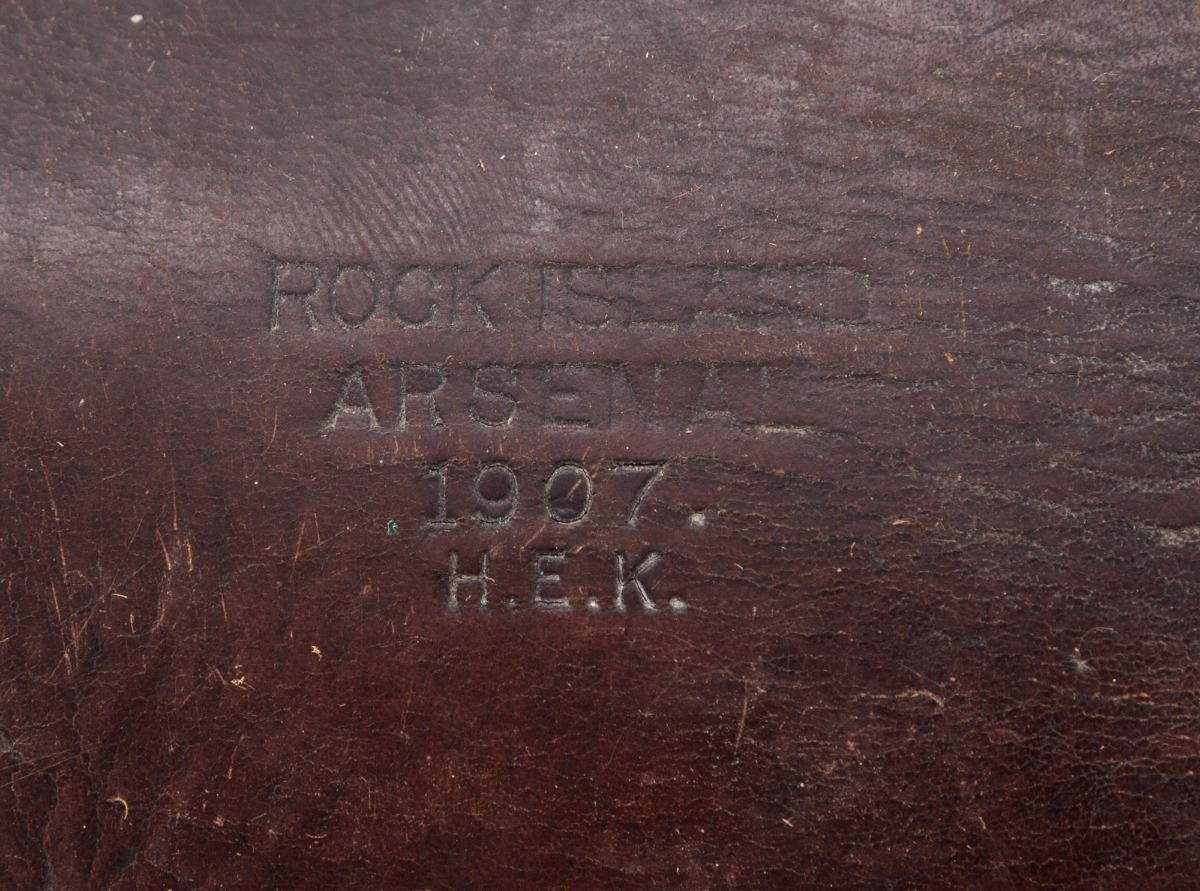 ROCK ISLAND
ARSENAL
1907.
H.E.K.